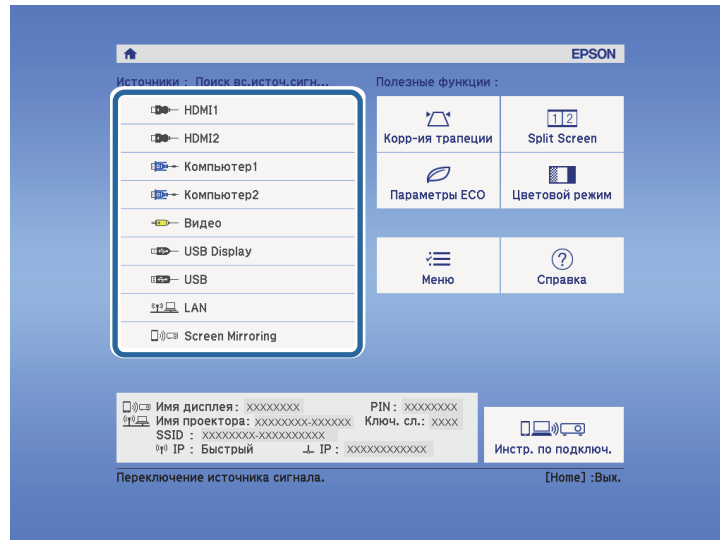 EPSON
Источники : Поиск вс.источ.сигн...
HDMI1
HDMI2
Компьютер1
Компьютер2
Видео
USB Display
USB
LAN
Screen Mirroring
Полезные функции :
Корр-ия трапеции
1 2
Split Screen
Параметры ECO
Цветовой режим
Меню
?
Справка
Имя дисплея : XXXXXXXX PIN : XXXXXXXX
Имя проектора: XXXXXXXX-XXXXXX Ключ. сл.: XXXX
SSID : XXXXXXXX-XXXXXXXXXX
IP : Быстрый IP : XXXXXXXXXXXX
Инстр. по подключ.
Переключение источника сигнала. [Home] :Вых.